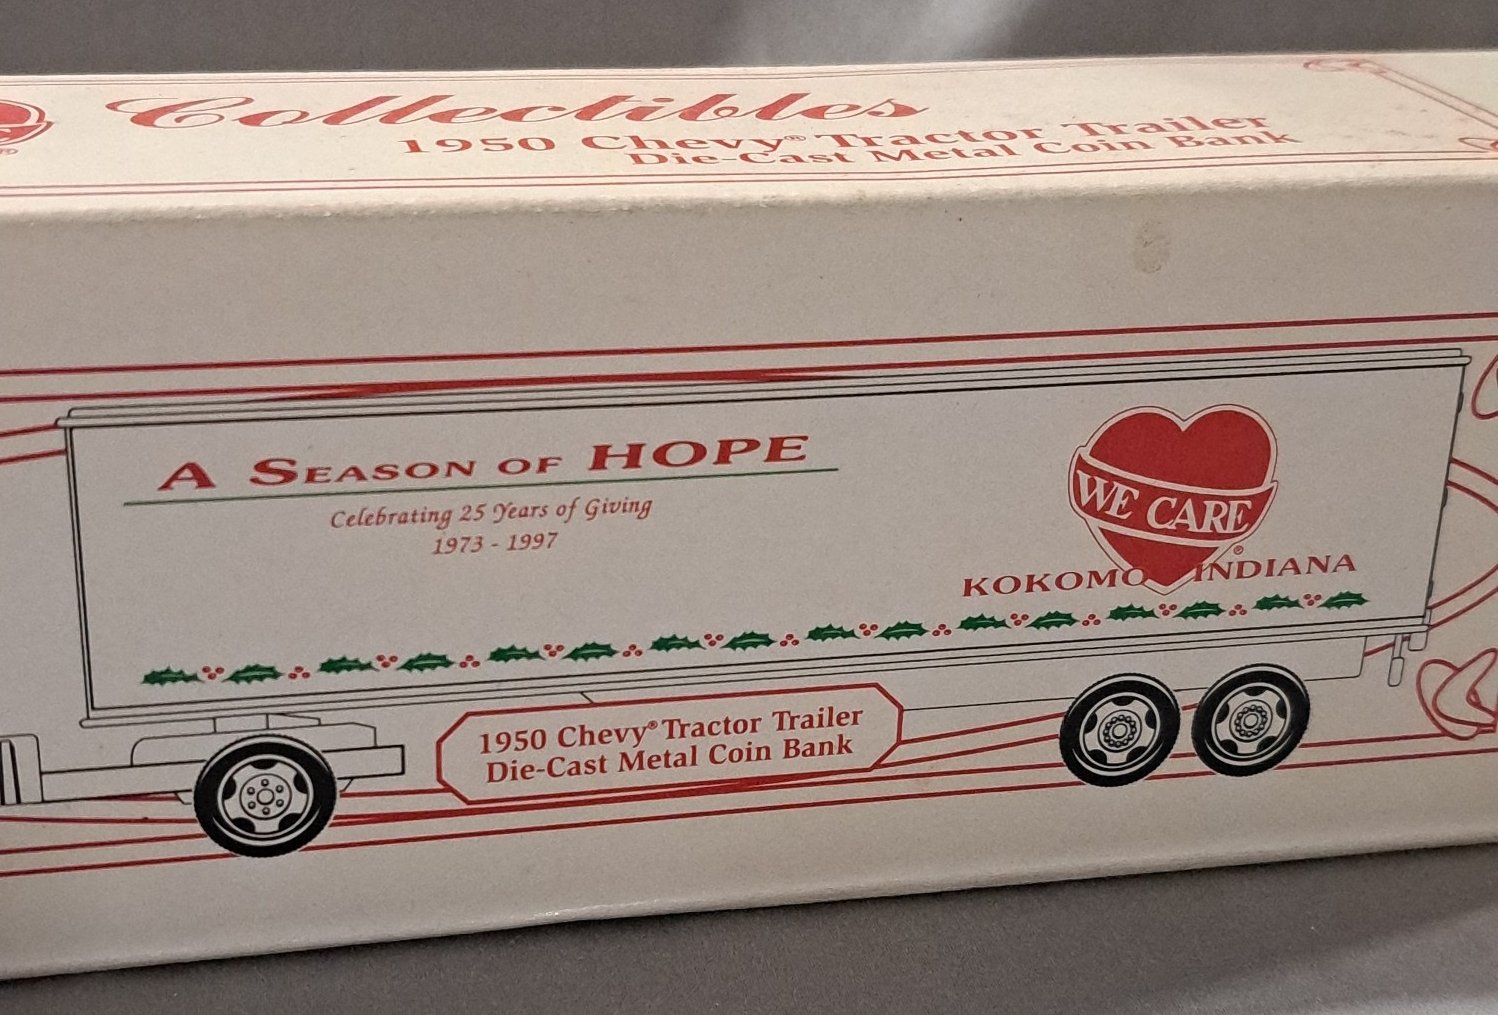 Collectibles
1950 Chevy® Tractor Trailer
Die-Cast Metal Coin Bank
A SEASON OF HOPE
Celebrating 25 Years of Giving
1973 - 1997
WE CARE
®
KOKOMO INDIANA
1950 Chevy® Tractor Trailer
Die-Cast Metal Coin Bank